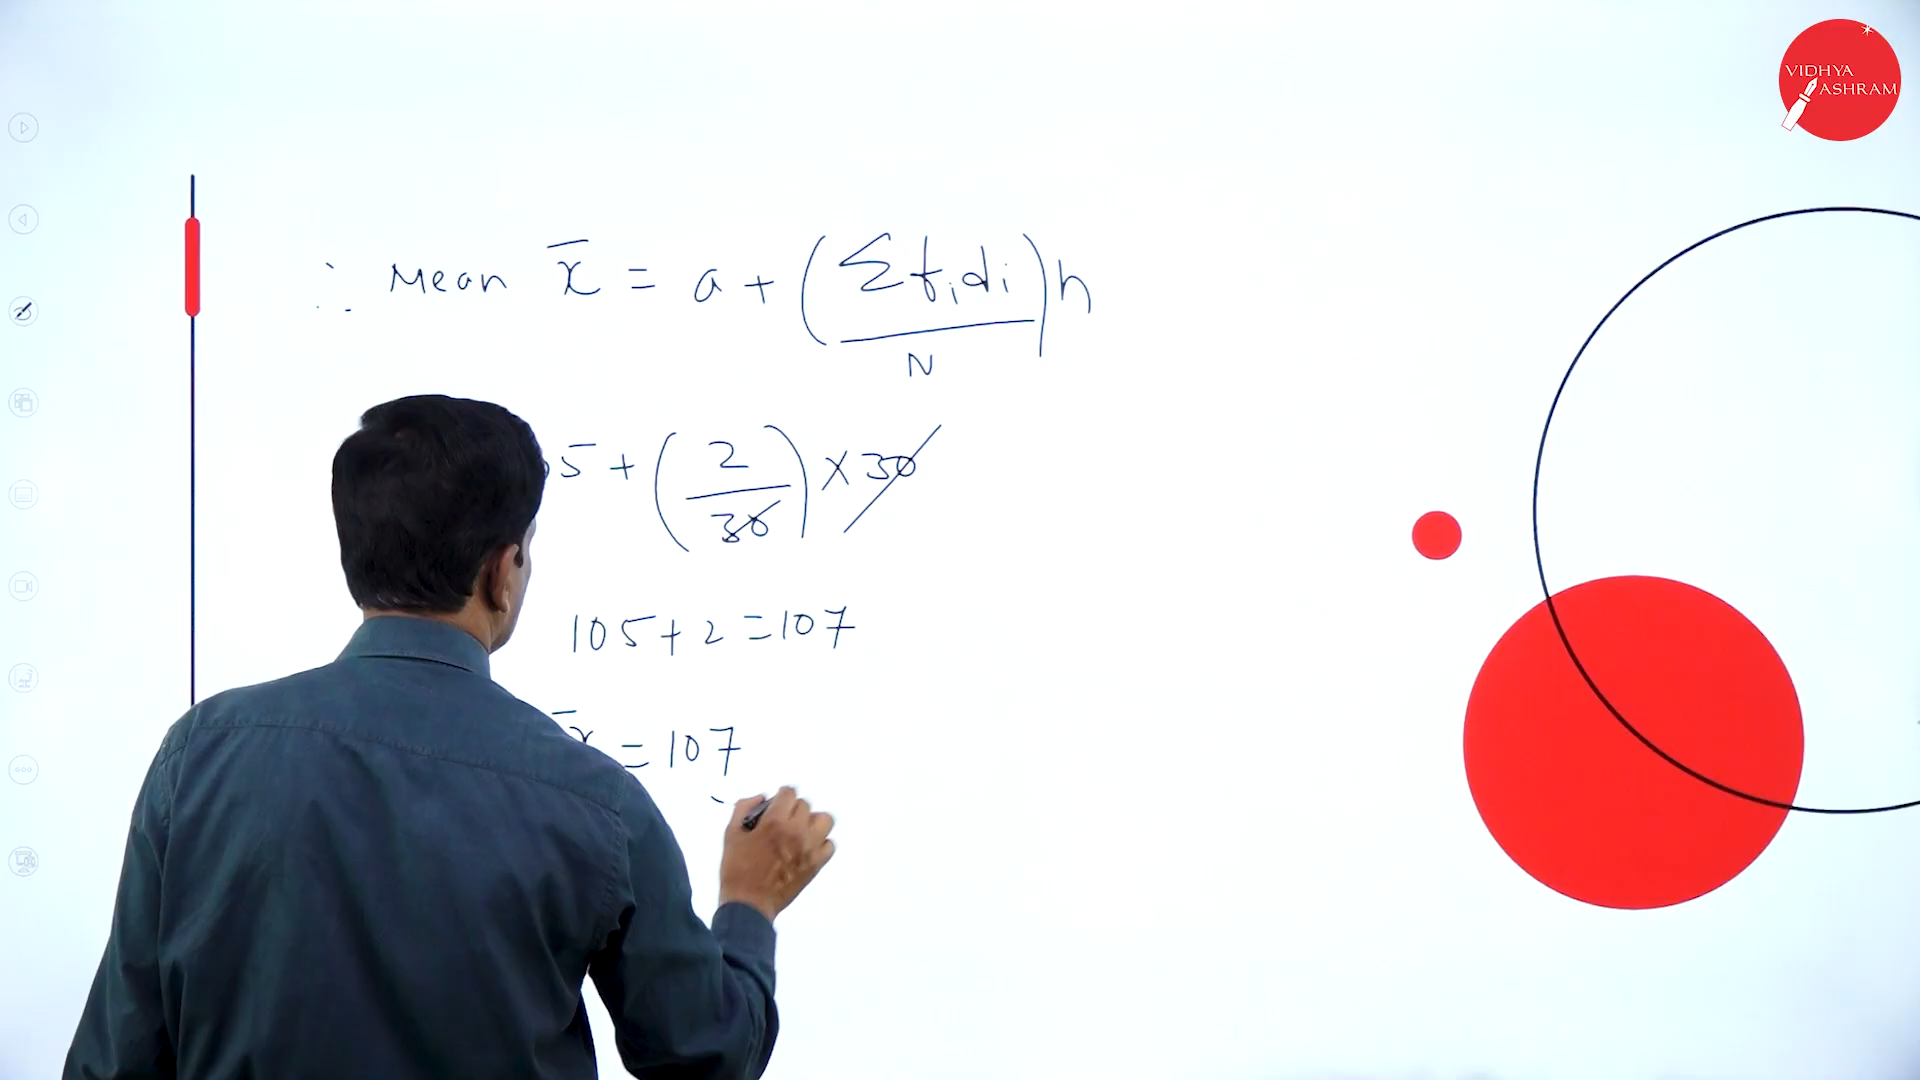 VIDHYA
ASHRAM
∴ Mean x̄ = a + (Σfidi / N) h
5 + (2 / 30) × 30
105 + 2 = 107
x̄ = 107